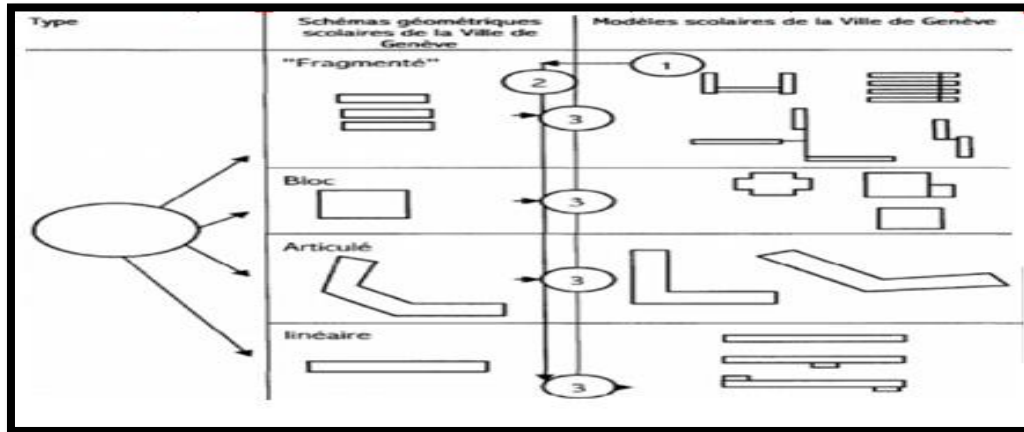 Type
Schémas géométriques
scolaires de la Ville de
Genève
Modèles scolaires de la Ville de Genève
"Fragmenté"
1
2
3
Bloc
3
Articulé
3
linéaire
3